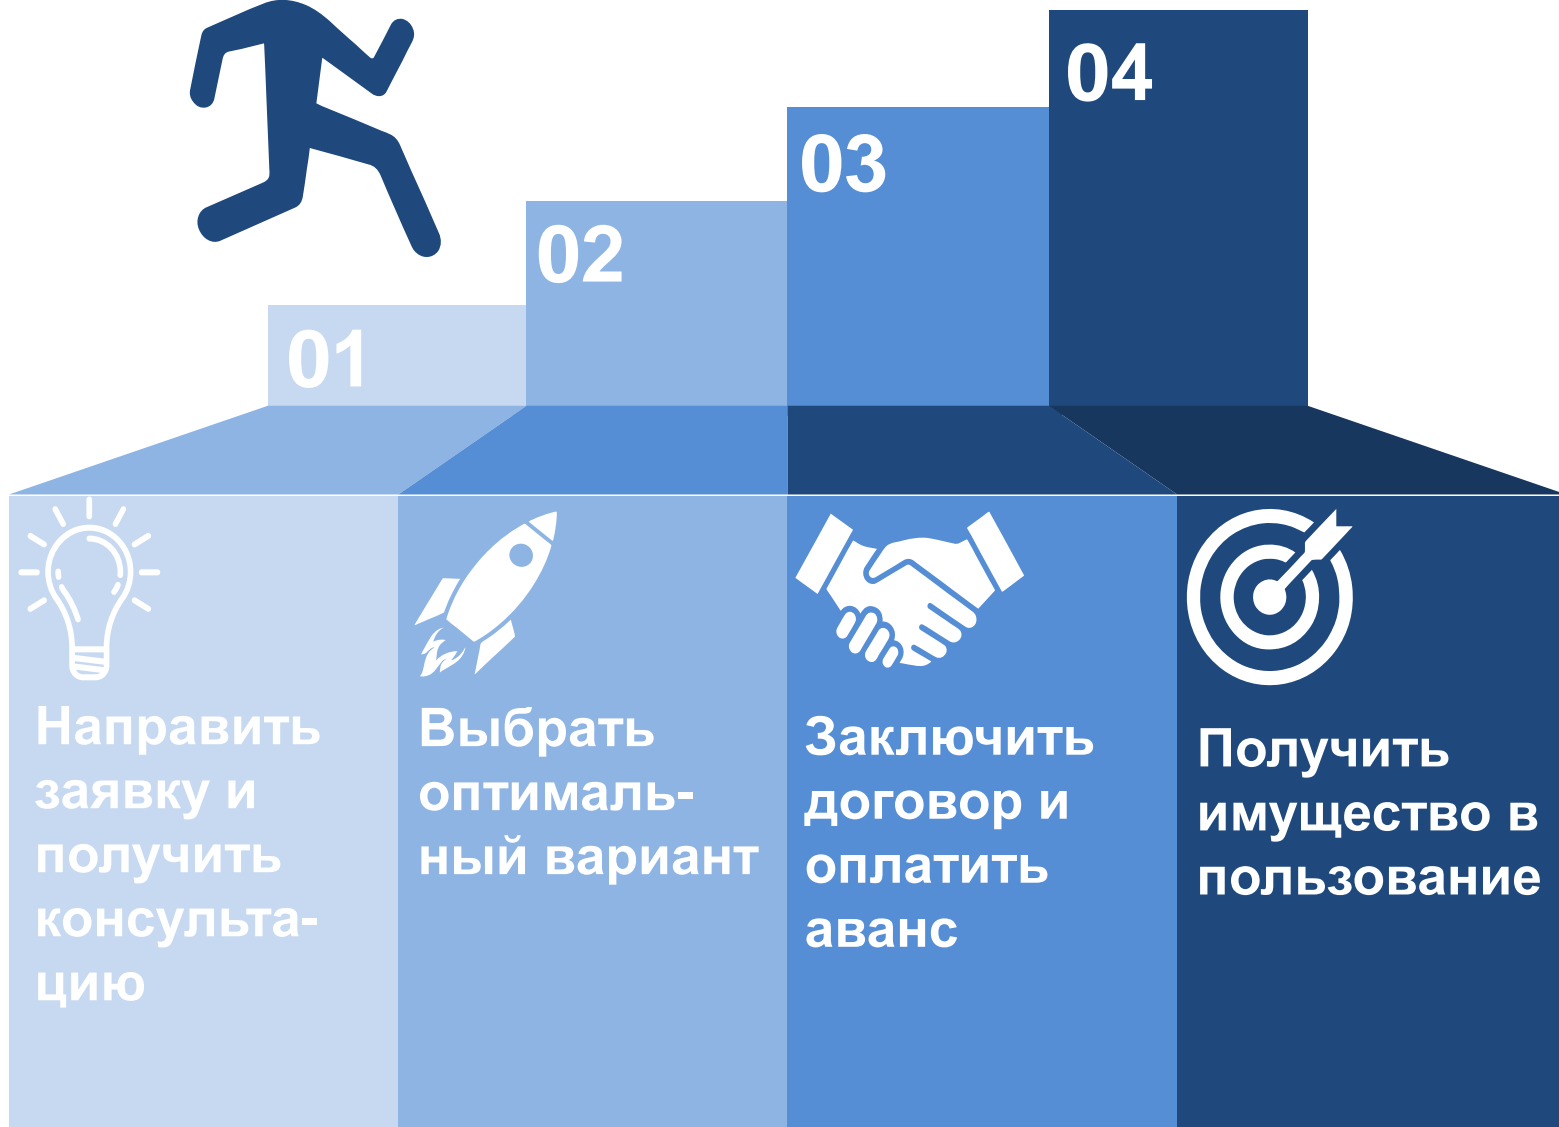 01
02
03
04
Направить
заявку и
получить
консульта-
цию
Выбрать
оптималь-
ный вариант
Заключить
договор и
оплатить
аванс
Получить
имущество в
пользование